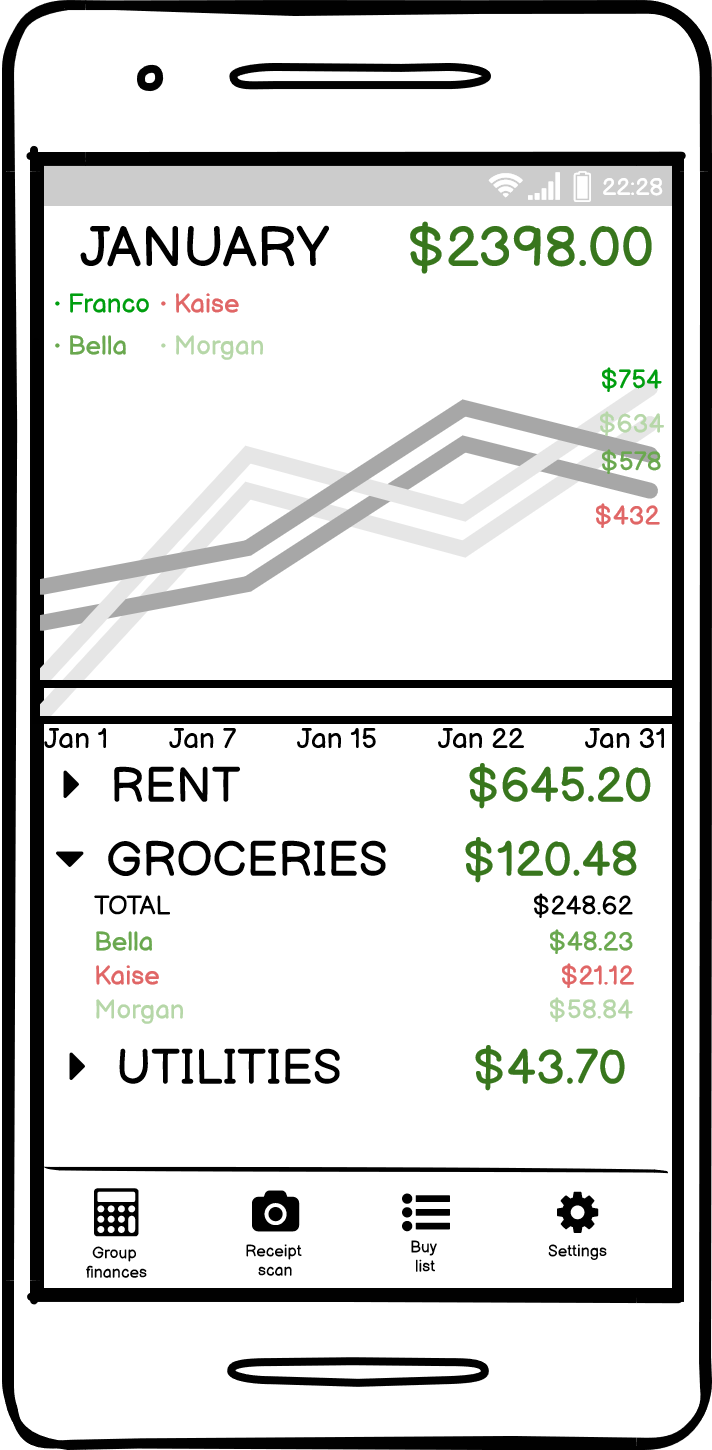 22:28
JANUARY $2398.00
· Franco · Kaise
· Bella · Morgan
$754
$634
$578
$432
Jan 1 Jan 7 Jan 15 Jan 22 Jan 31
RENT $645.20
GROCERIES $120.48
TOTAL $248.62
Bella $48.23
Kaise $21.12
Morgan $58.84
UTILITIES $43.70
Group finances
Receipt scan
Buy list
Settings